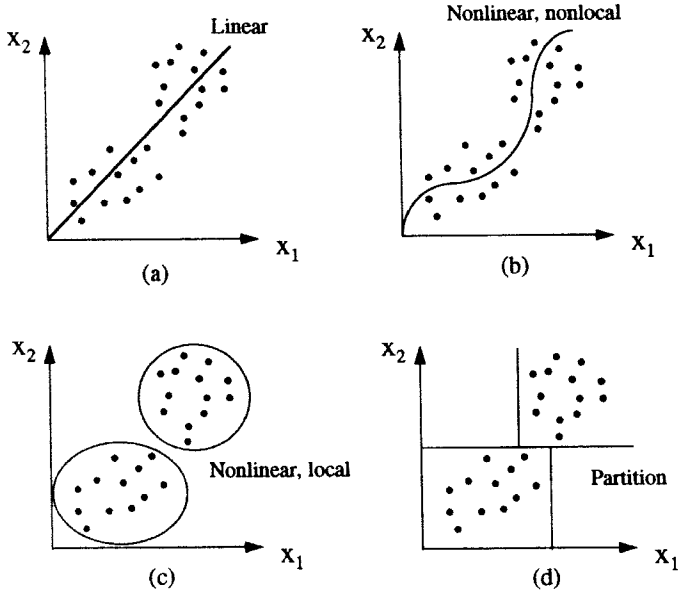 Linear
X2
X1
(a)
Nonlinear, nonlocal
X2
X1
(b)
X2
Nonlinear, local
X1
(c)
X2
Partition
X1
(d)